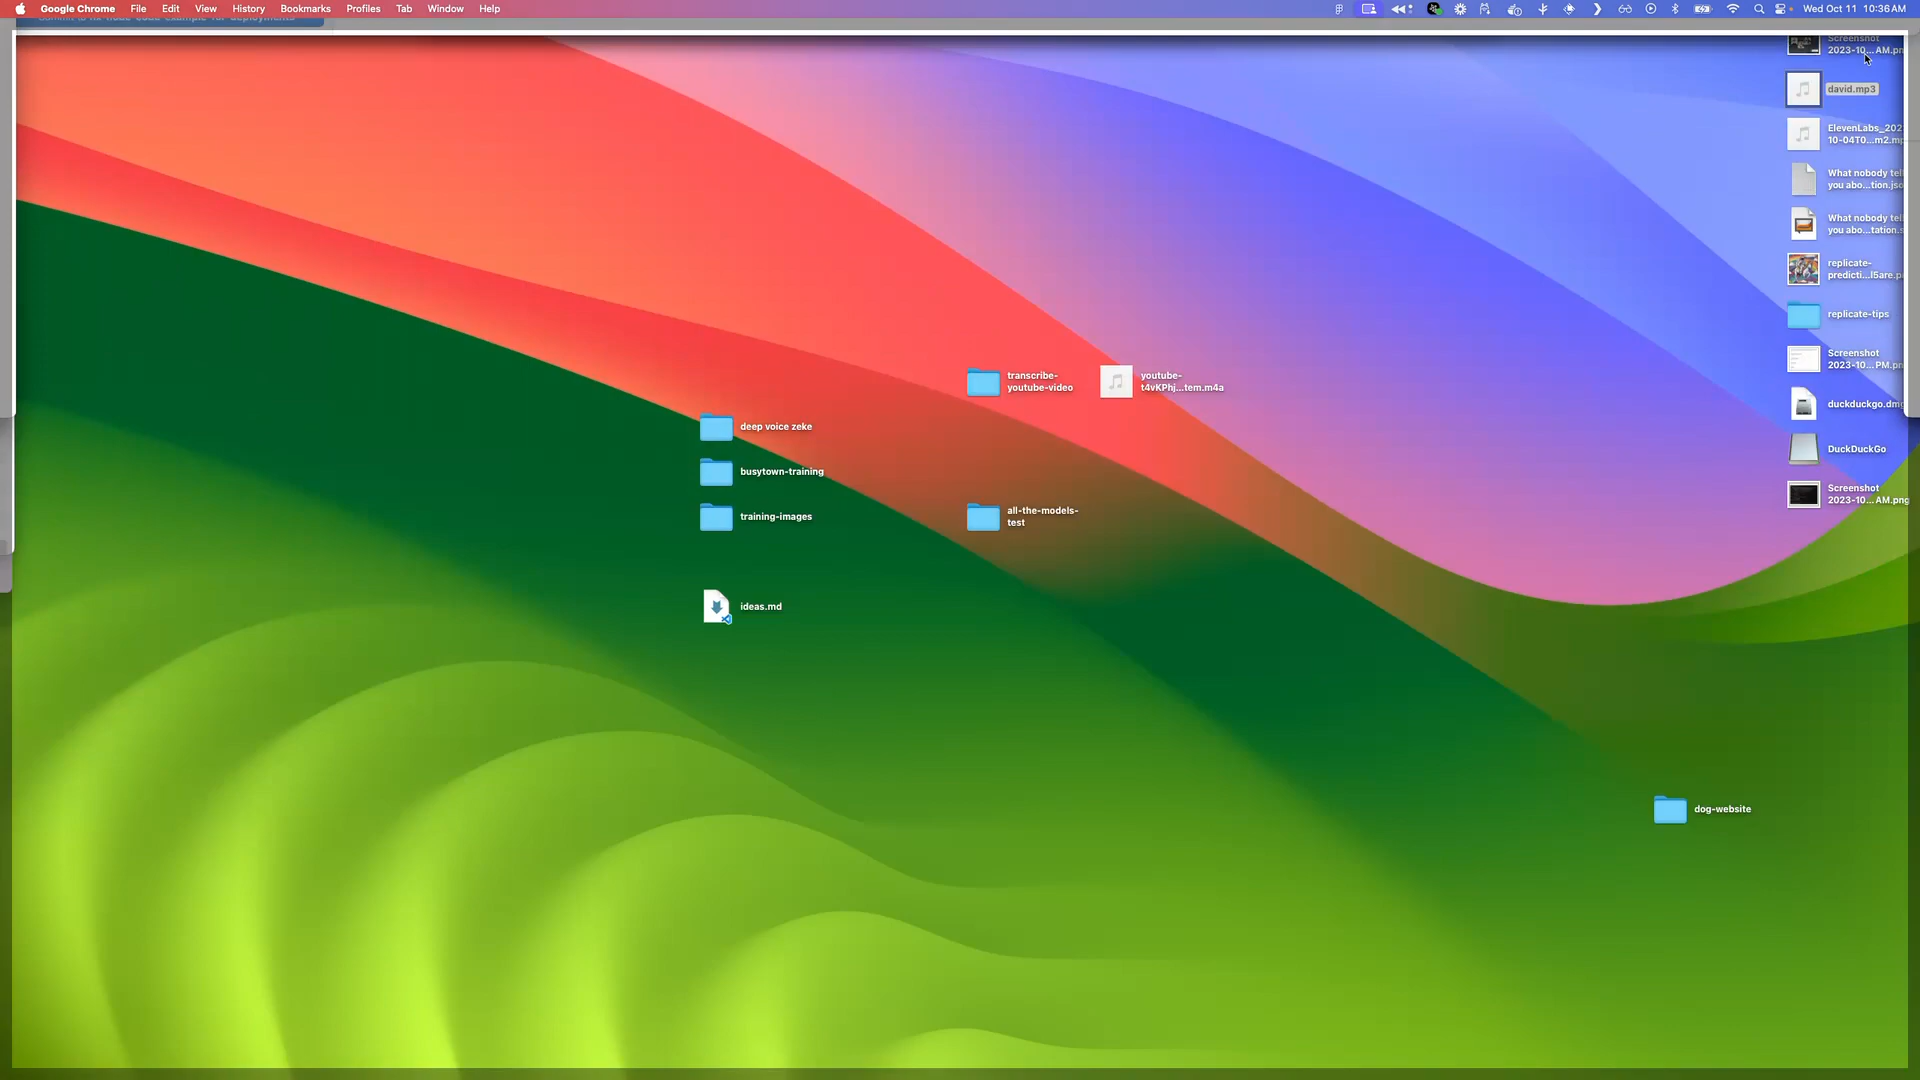 Google Chrome File Edit View History Bookmarks Profiles Tab Window Help Wed Oct 11 10:36 AM
Screenshot
2023-10...AM.pn
david.mp3
ElevenLabs_202
10-04T0...m2.mp
What nobody tell
you abo...tion.jso
What nobody tell
you abo...tation.s
replicate-
predicti...l5are.p
replicate-tips
Screenshot
2023-10...PM.pn
transcribe-
youtube-video
youtube-
t4vKPhj...tem.m4a
duckduckgo.dmg
deep voice zeke
DuckDuckGo
busytown-training
Screenshot
2023-10...AM.png
training-images
all-the-models-
test
ideas.md
dog-website